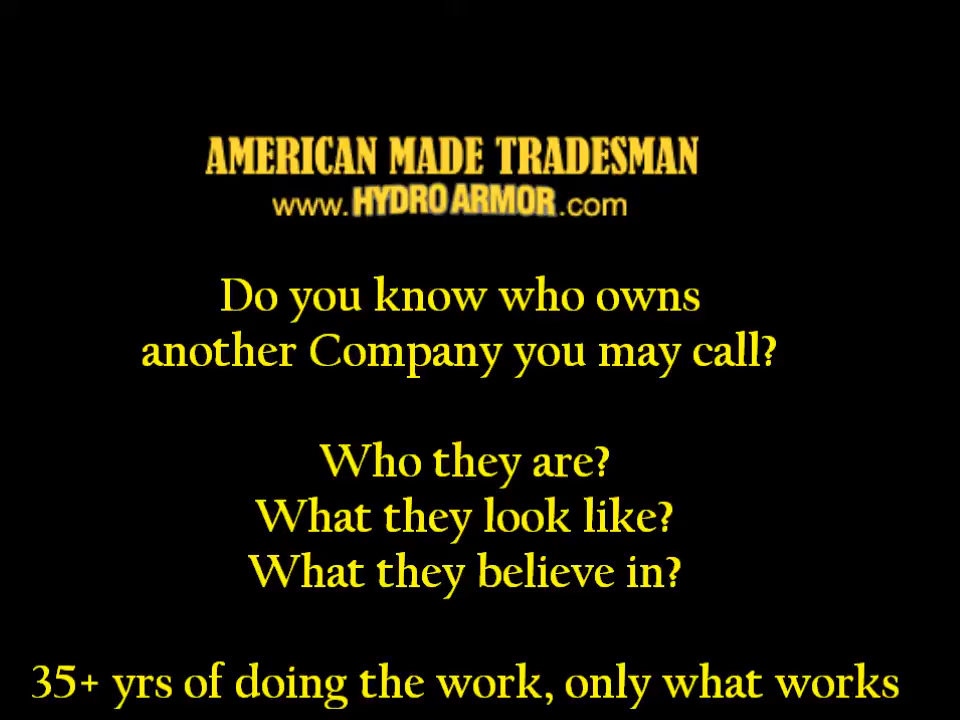 AMERICAN MADE TRADESMAN
www.HYDRO ARMOR.com
Do you know who owns
another Company you may call?
Who they are?
What they look like?
What they believe in?
35+ yrs of doing the work, only what works